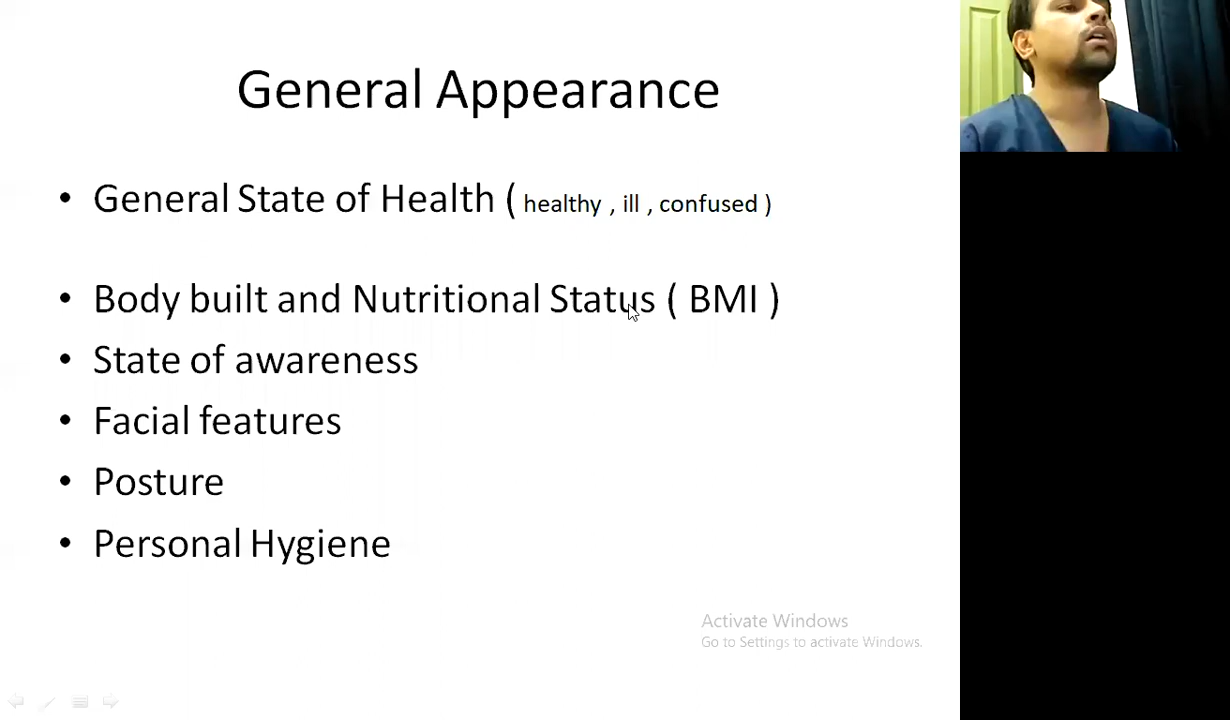 General Appearance
• General State of Health ( healthy , ill , confused )
• Body built and Nutritional Status ( BMI )
• State of awareness
• Facial features
• Posture
• Personal Hygiene
Activate Windows
Go to Settings to activate Windows.